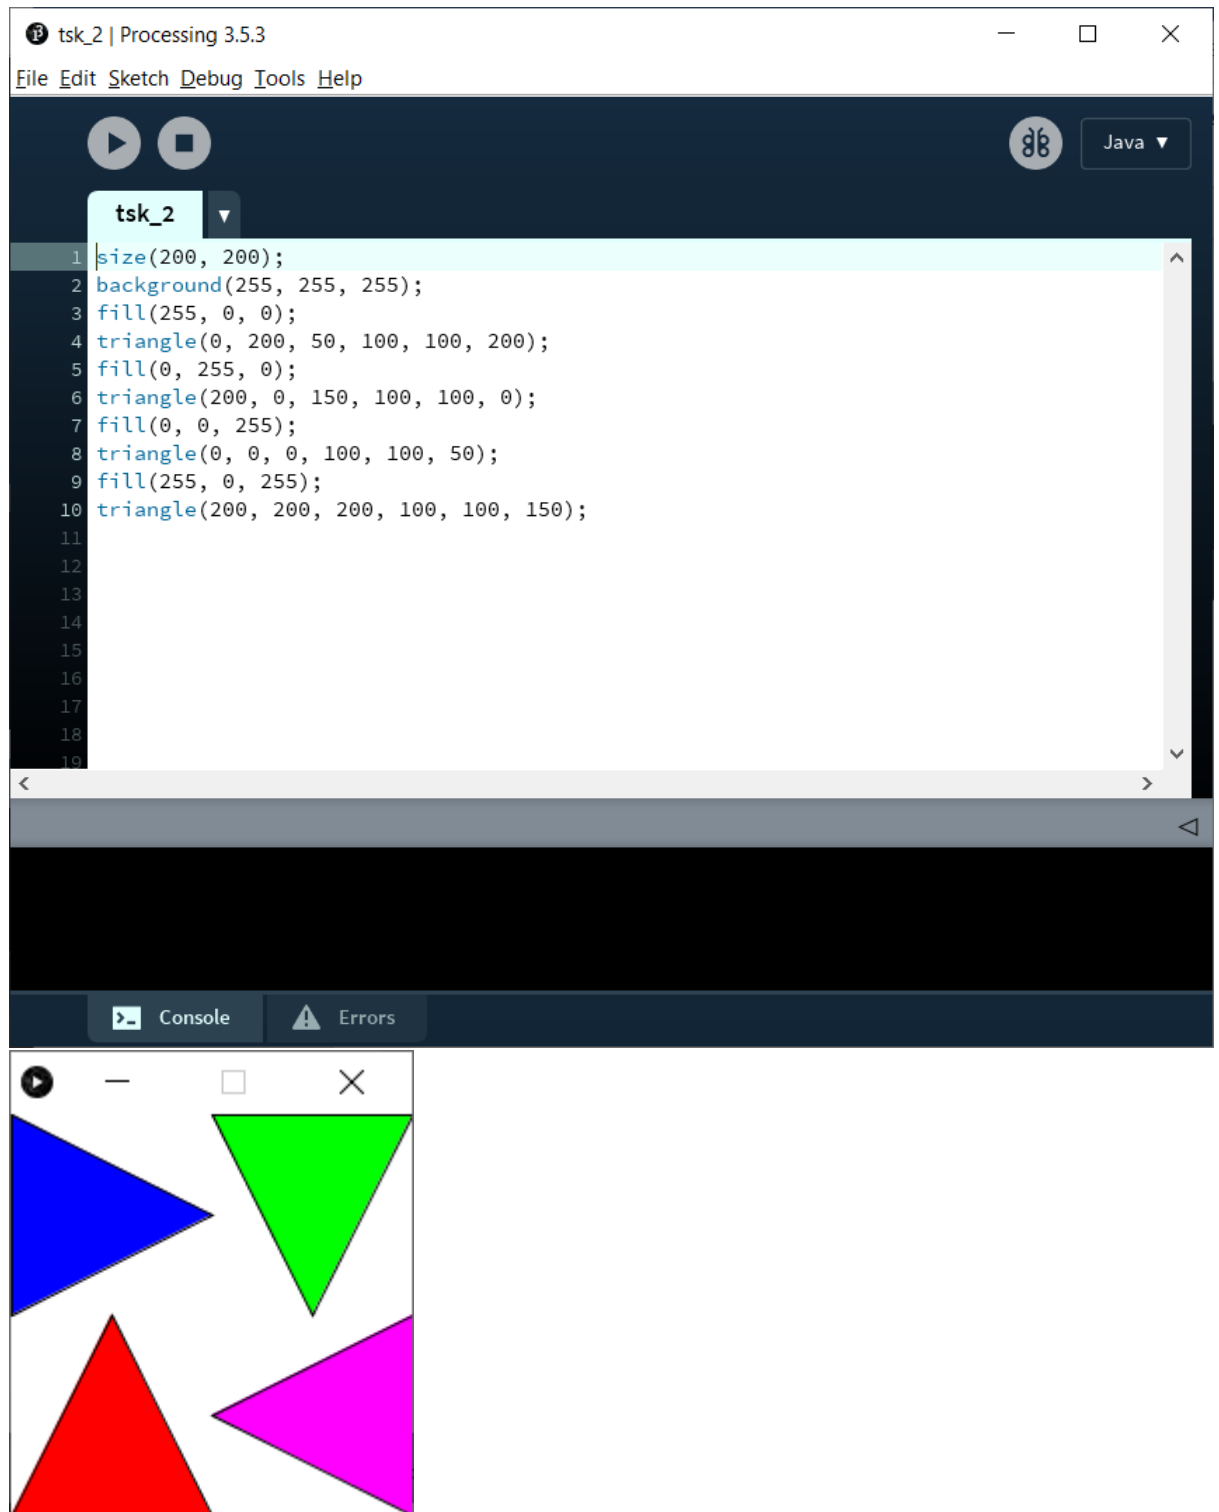 tsk_2 | Processing 3.5.3
File Edit Sketch Debug Tools Help
Java ▼
tsk_2 ▼
1 size(200, 200);
2 background(255, 255, 255);
3 fill(255, 0, 0);
4 triangle(0, 200, 50, 100, 100, 200);
5 fill(0, 255, 0);
6 triangle(200, 0, 150, 100, 100, 0);
7 fill(0, 0, 255);
8 triangle(0, 0, 0, 100, 100, 50);
9 fill(255, 0, 255);
10 triangle(200, 200, 200, 100, 100, 150);
11
12
13
14
15
16
17
18
19
Console Errors